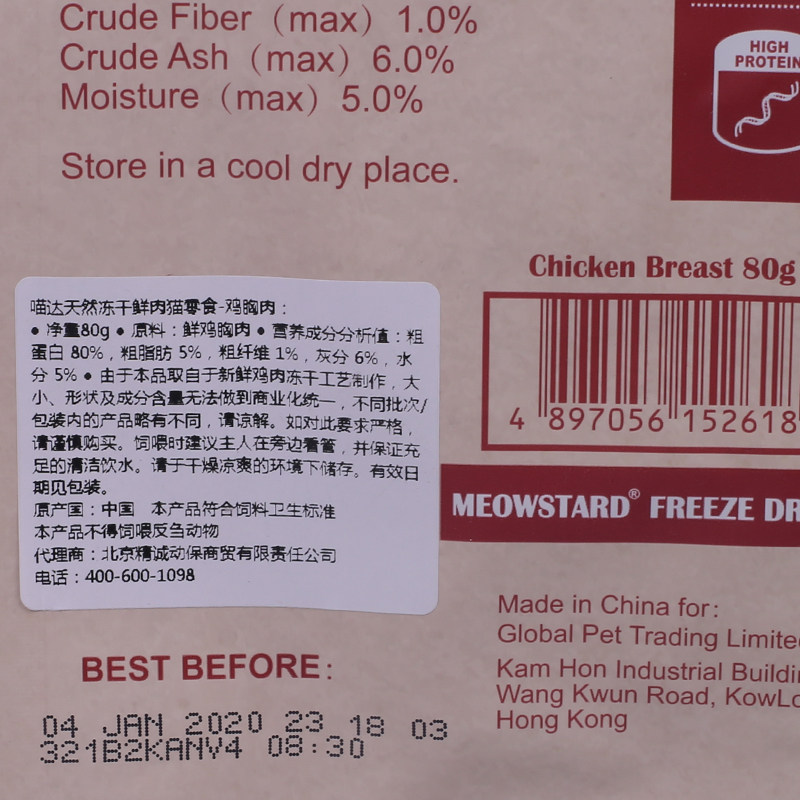 Crude Fiber（max）1.0%
Crude Ash（max）6.0%
Moisture（max）5.0%
Store in a cool dry place.
HIGH
PROTEIN
Chicken Breast 80g
4 897056 152618
MEOWSTARD® FREEZE DR
喵达天然冻干鲜肉猫零食-鸡胸肉：
• 净重80g • 原料：鲜鸡胸肉 • 营养成分分析值：粗
蛋白 80%，粗脂肪 5%，粗纤维 1%，灰分 6%，水
分 5% • 由于本品取自于新鲜鸡肉冻干工艺制作，大
小、形状及成分含量无法做到商业化统一，不同批次/
包装内的产品略有不同，请谅解。如对此要求严格，
请谨慎购买。饲喂时建议主人在旁边看管，并保证充
足的清洁饮水。请于干燥凉爽的环境下储存。有效日
期见包装。
原产国：中国 本产品符合饲料卫生标准
本产品不得饲喂反刍动物
代理商：北京精诚动保商贸有限责任公司
电话：400-600-1098
BEST BEFORE:
04 JAN 2020 23 18 03
321B2KANV4 08:30
Made in China for:
Global Pet Trading Limite
Kam Hon Industrial Buildi
Wang Kwun Road, KowLo
Hong Kong